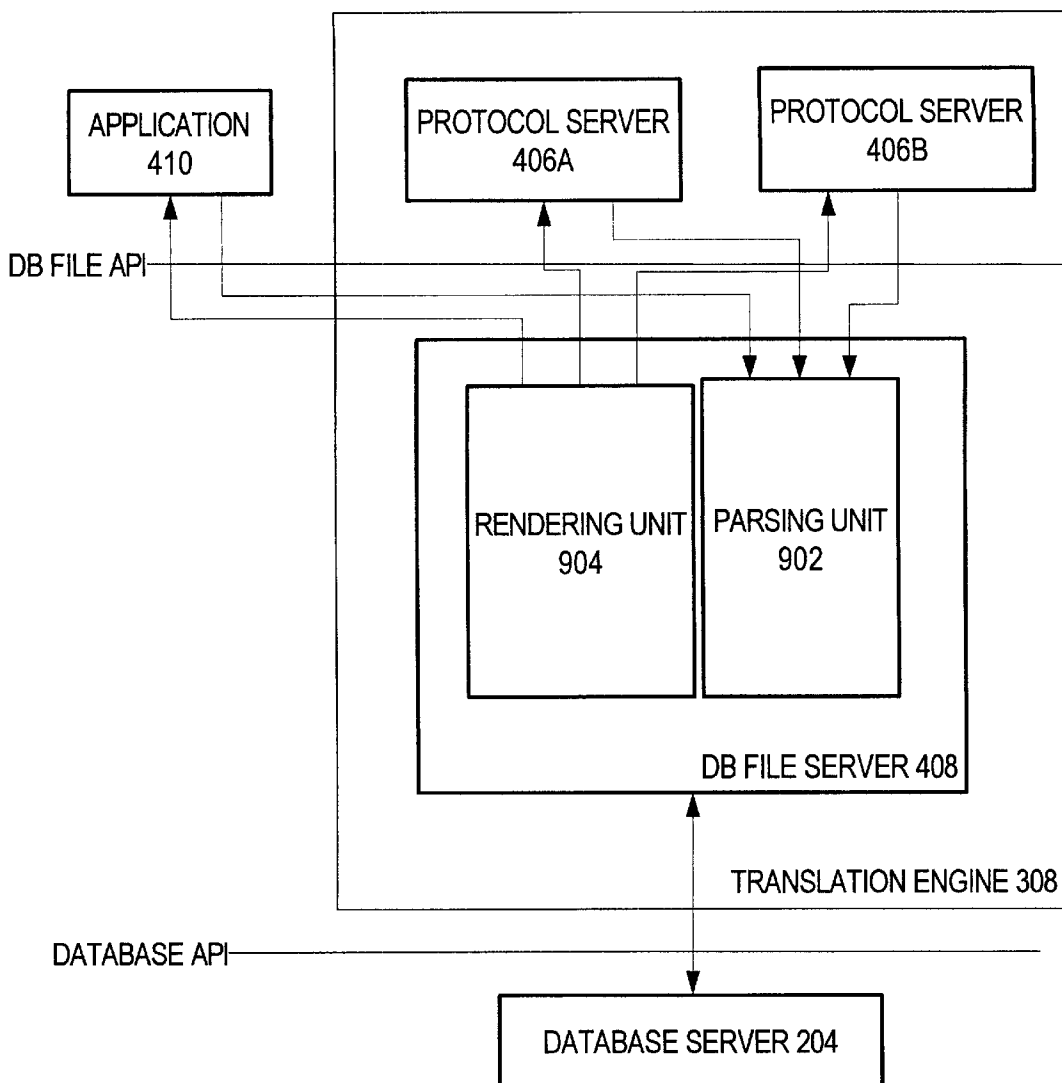 APPLICATION
410
PROTOCOL SERVER
406A
PROTOCOL SERVER
406B
DB FILE API
RENDERING UNIT
904
PARSING UNIT
902
DB FILE SERVER 408
TRANSLATION ENGINE 308
DATABASE API
DATABASE SERVER 204